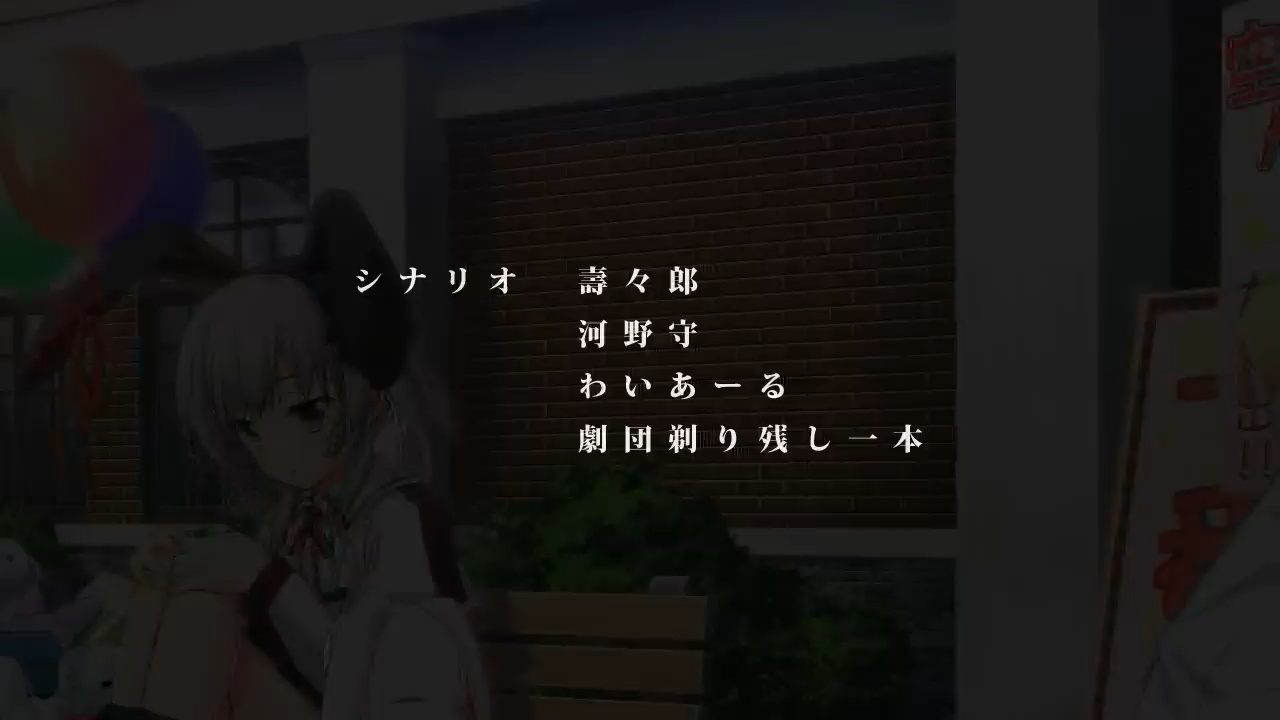 シナリオ 壽々郎
河野守
わいあーる
劇団剃り残し一本